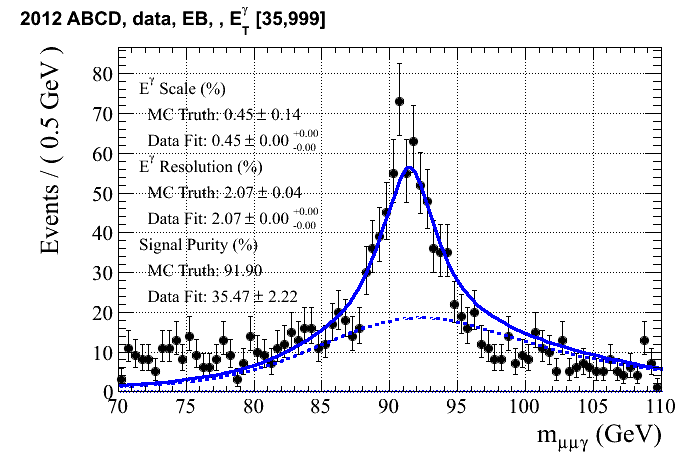 2012 ABCD, data, EB, , E_T^γ [35,999]
Events / ( 0.5 GeV )
80
70
60
50
40
30
20
10
0
E^γ Scale (%)
MC Truth: 0.45 ± 0.14
Data Fit: 0.45 ± 0.00 +0.00 -0.00
E^γ Resolution (%)
MC Truth: 2.07 ± 0.04
Data Fit: 2.07 ± 0.00 +0.00 -0.00
Signal Purity (%)
MC Truth: 91.90
Data Fit: 35.47 ± 2.22
70 75 80 85 90 95 100 105 110
m_μμγ (GeV)